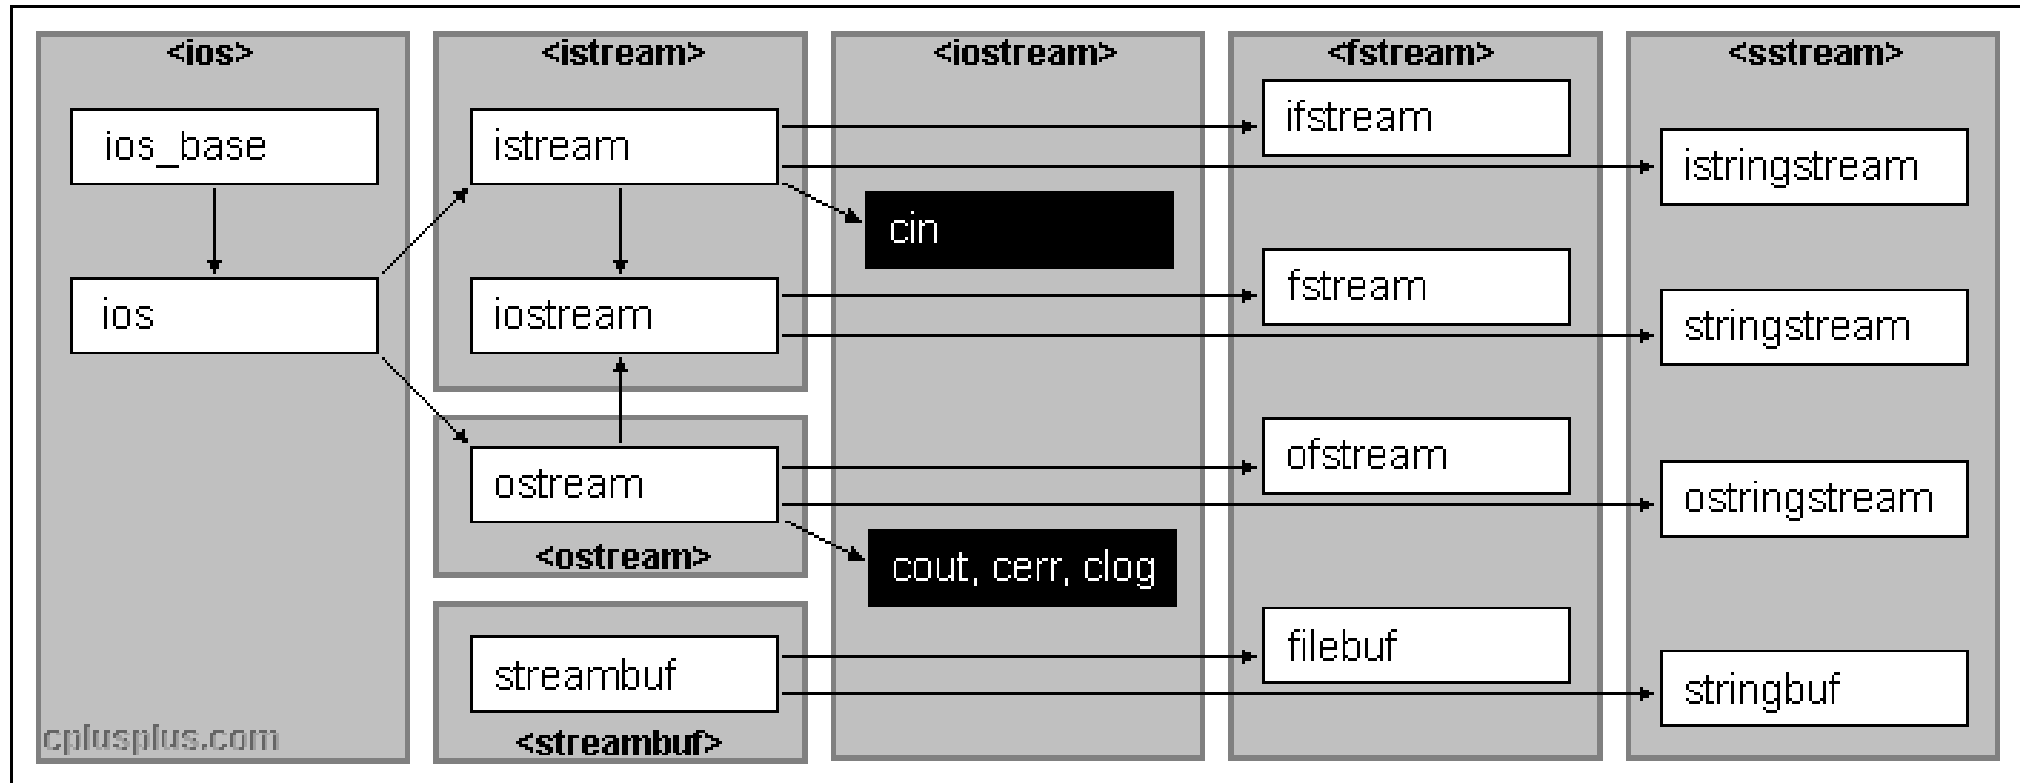 <ios>
ios_base
ios
cplusplus.com
<istream>
istream
iostream
ostream
<ostream>
streambuf
<streambuf>
<iostream>
cin
cout, cerr, clog
<fstream>
ifstream
fstream
ofstream
filebuf
<sstream>
istringstream
stringstream
ostringstream
stringbuf